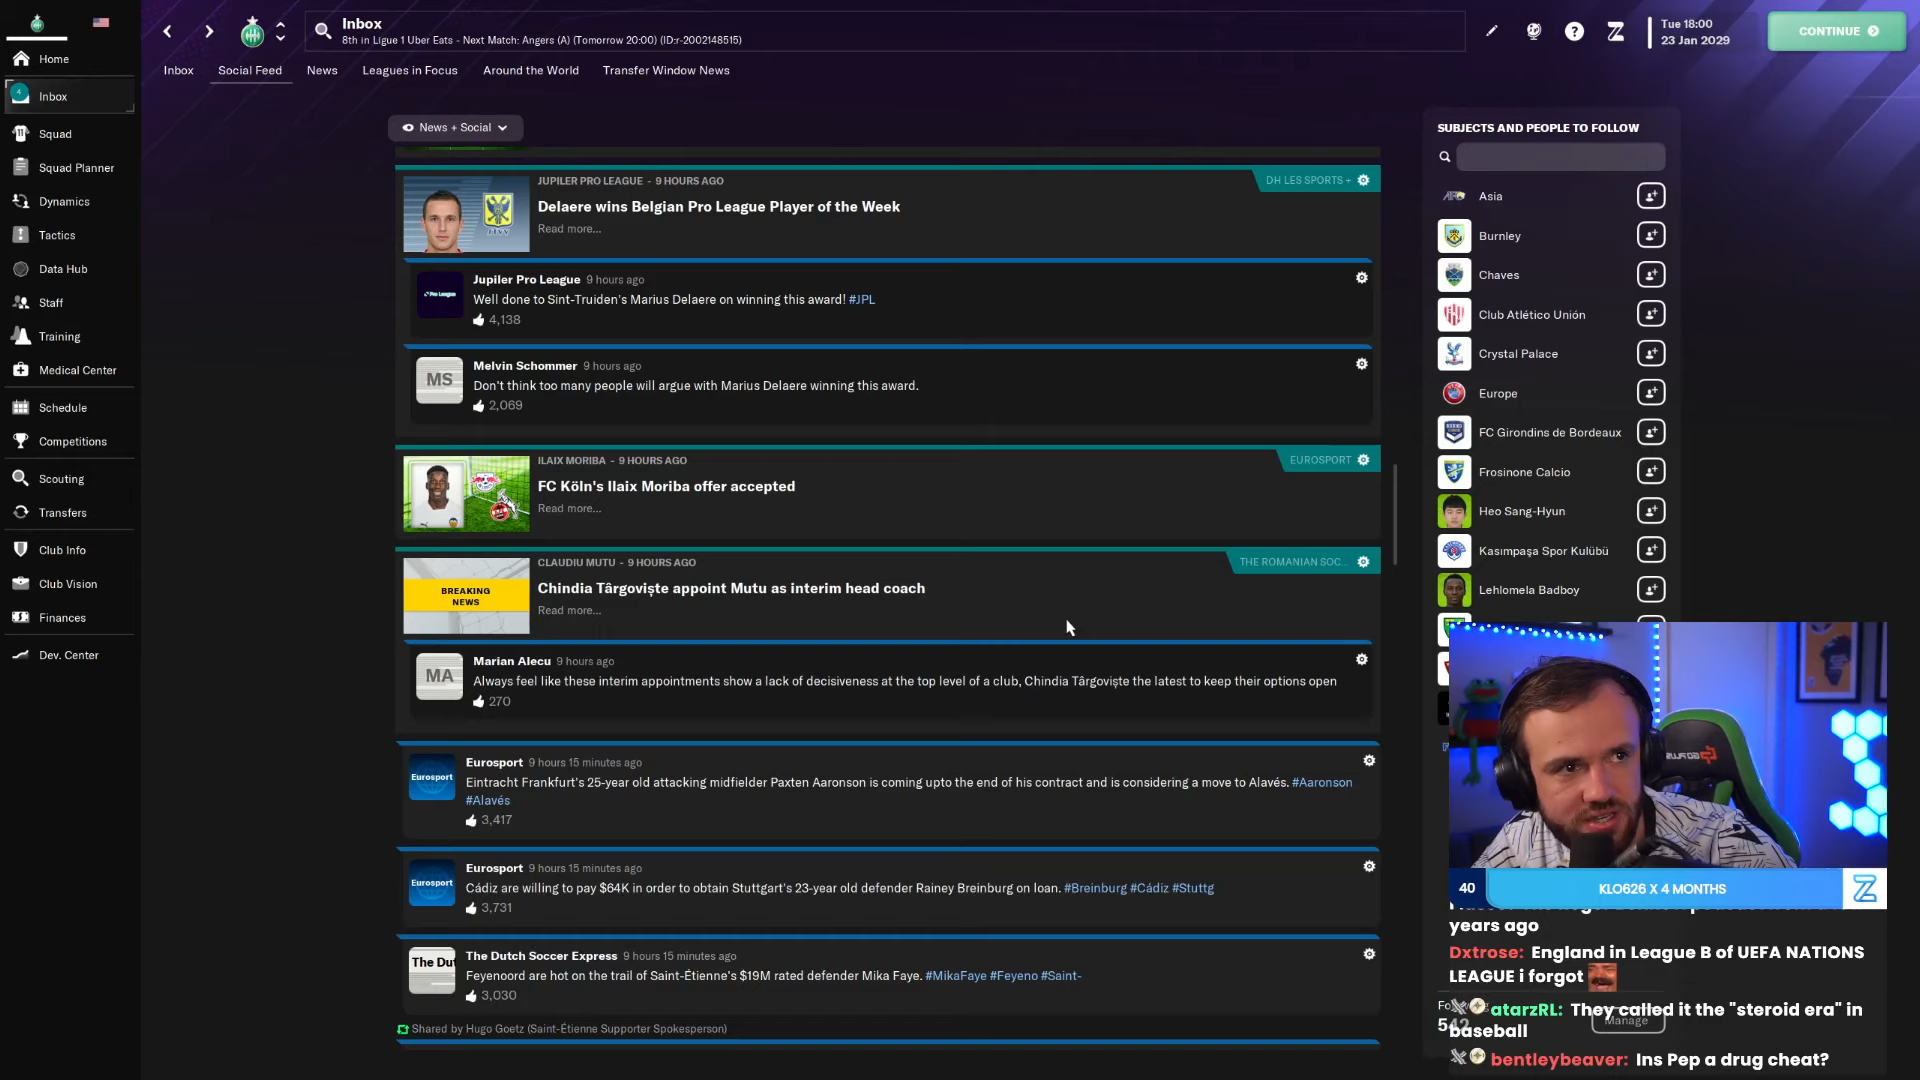 Inbox
8th in Ligue 1 Uber Eats - Next Match: Angers (A) (Tomorrow 20:00) (ID:r-2002148515)
Tue 18:00
23 Jan 2029
CONTINUE
Home
4
Inbox
Squad
Squad Planner
Dynamics
Tactics
Data Hub
Staff
Training
Medical Center
Schedule
Competitions
Scouting
Transfers
Club Info
Club Vision
Finances
Dev. Center
Inbox Social Feed News Leagues in Focus Around the World Transfer Window News
News + Social
JUPILER PRO LEAGUE - 9 HOURS AGO
DH LES SPORTS +
Delaere wins Belgian Pro League Player of the Week
Read more...
Jupiler Pro League 9 hours ago
Well done to Sint-Truiden's Marius Delaere on winning this award! #JPL
4,138
MS
Melvin Schommer 9 hours ago
Don't think too many people will argue with Marius Delaere winning this award.
2,069
ILAIX MORIBA - 9 HOURS AGO
EUROSPORT
FC Köln's Ilaix Moriba offer accepted
Read more...
CLAUDIU MUTU - 9 HOURS AGO
THE ROMANIAN SOC...
BREAKING
NEWS
Chindia Târgoviște appoint Mutu as interim head coach
Read more...
MA
Marian Alecu 9 hours ago
Always feel like these interim appointments show a lack of decisiveness at the top level of a club, Chindia Târgoviște the latest to keep their options open
270
Eurosport
Eurosport 9 hours 15 minutes ago
Eintracht Frankfurt's 25-year old attacking midfielder Paxten Aaronson is coming upto the end of his contract and is considering a move to Alavés. #Aaronson
#Alavés
3,417
Eurosport
Eurosport 9 hours 15 minutes ago
Cádiz are willing to pay $64K in order to obtain Stuttgart's 23-year old defender Rainey Breinburg on loan. #Breinburg #Cádiz #Stuttg
3,731
The Dut
The Dutch Soccer Express 9 hours 15 minutes ago
Feyenoord are hot on the trail of Saint-Étienne's $19M rated defender Mika Faye. #MikaFaye #Feyeno #Saint-
3,030
Shared by Hugo Goetz (Saint-Étienne Supporter Spokesperson)
SUBJECTS AND PEOPLE TO FOLLOW
Asia
Burnley
Chaves
Club Atlético Unión
Crystal Palace
Europe
FC Girondins de Bordeaux
Frosinone Calcio
Heo Sang-Hyun
Kasımpaşa Spor Kulübü
Lehlomela Badboy
40
KLO626 X 4 MONTHS
years ago
Dxtrose: England in League B of UEFA NATIONS
LEAGUE i forgot
atarzRL: They called it the "steroid era" in
baseball
Manage
bentleybeaver: Ins Pep a drug cheat?